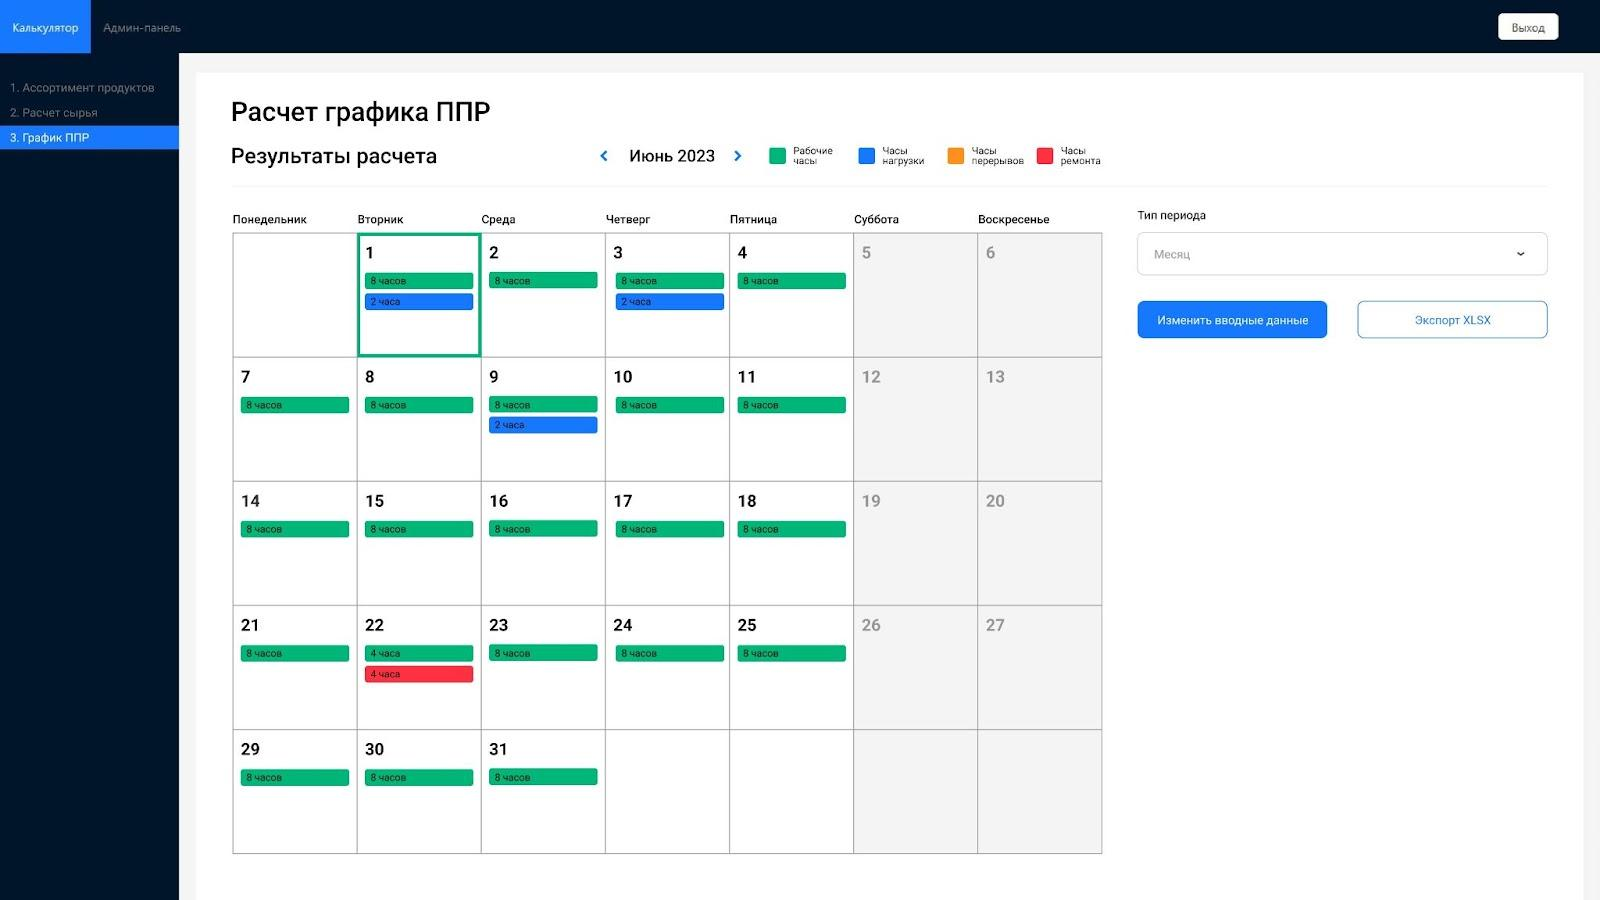 Калькулятор Админ-панель Выход
1. Ассортимент продуктов
2. Расчет сырья
3. График ППР
Расчет графика ППР
Результаты расчета
Июнь 2023
Рабочие
часы
Часы
нагрузки
Часы
перерывов
Часы
ремонта
Понедельник Вторник Среда Четверг Пятница Суббота Воскресенье
1 2 3 4 5 6
8 часов 8 часов 8 часов 8 часов
2 часа 2 часа
7 8 9 10 11 12 13
8 часов 8 часов 8 часов 8 часов 8 часов
2 часа
14 15 16 17 18 19 20
8 часов 8 часов 8 часов 8 часов 8 часов
21 22 23 24 25 26 27
8 часов 4 часа 8 часов 8 часов 8 часов
4 часа
29 30 31
8 часов 8 часов 8 часов
Тип периода
Месяц
Изменить вводные данные Экспорт XLSX